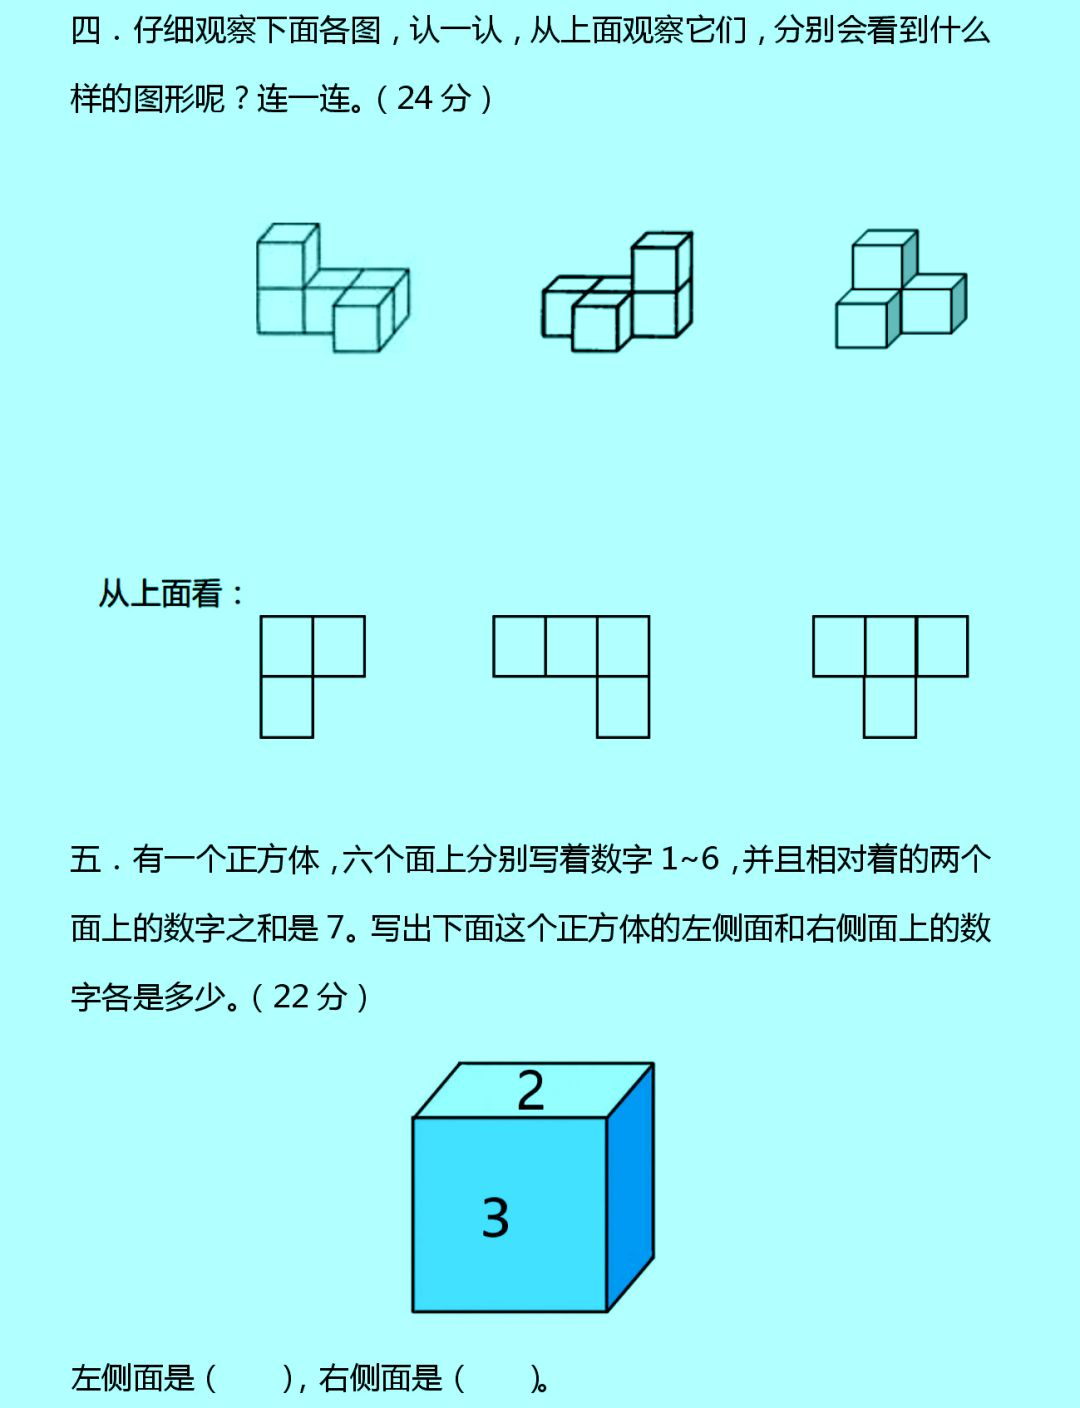 四．仔细观察下面各图，认一认，从上面观察它们，分别会看到什么
样的图形呢？连一连。（24 分）
从上面看：
五．有一个正方体，六个面上分别写着数字 1~6，并且相对着的两个
面上的数字之和是 7。写出下面这个正方体的左侧面和右侧面上的数
字各是多少。（22 分）
2
3
左侧面是（　　），右侧面是（　　）。